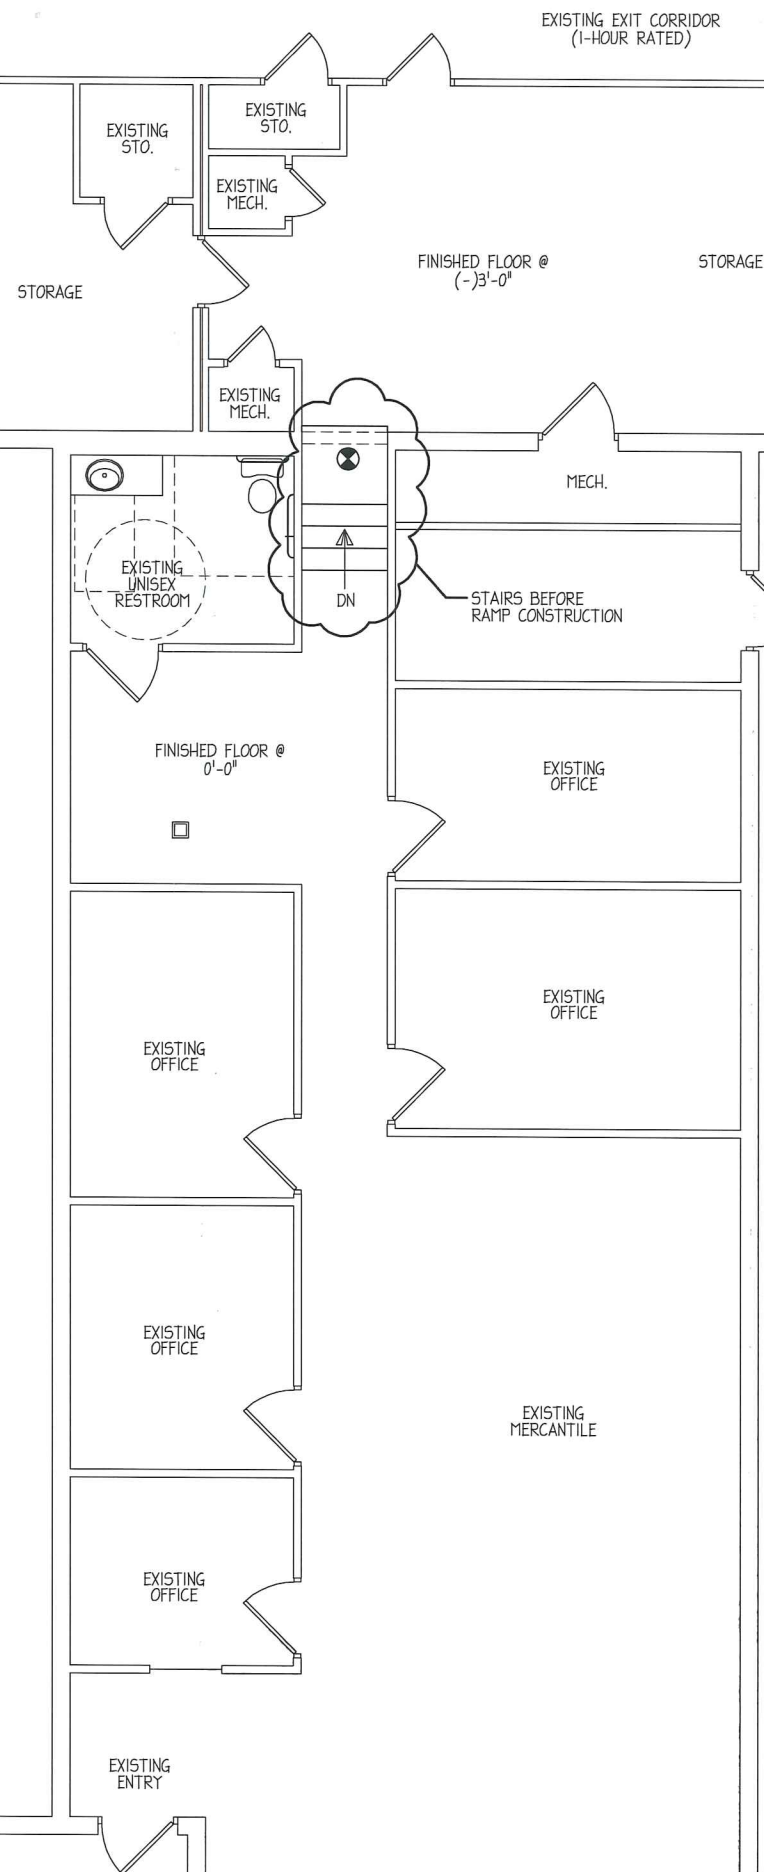 EXISTING EXIT CORRIDOR
(1-HOUR RATED)
EXISTING
STO.
EXISTING
STO.
EXISTING
MECH.
FINISHED FLOOR @
(-)3'-0"
STORAGE
STORAGE
EXISTING
MECH.
MECH.
EXISTING
UNISEX
RESTROOM
DN
STAIRS BEFORE
RAMP CONSTRUCTION
FINISHED FLOOR @
0'-0"
EXISTING
OFFICE
EXISTING
OFFICE
EXISTING
OFFICE
EXISTING
OFFICE
EXISTING
MERCANTILE
EXISTING
OFFICE
EXISTING
ENTRY